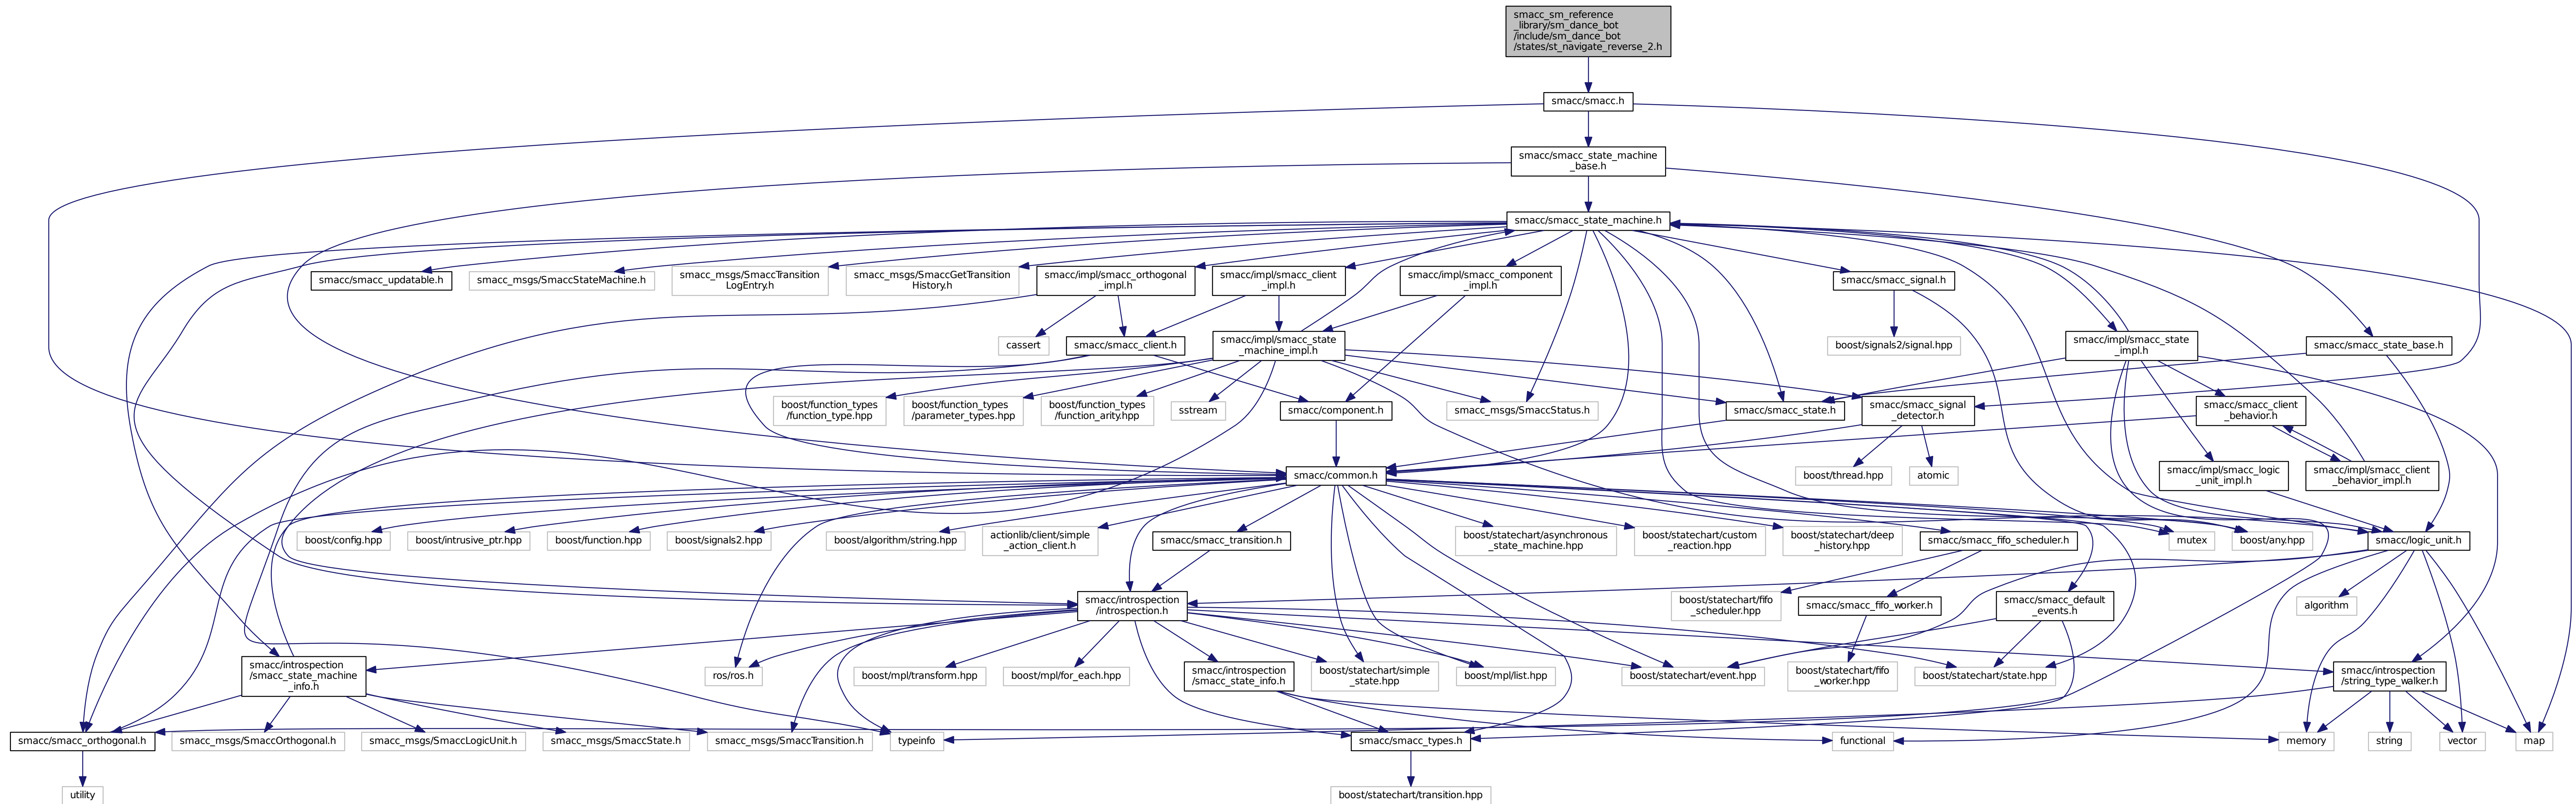 smacc_sm_reference
_library/sm_dance_bot
/include/sm_dance_bot
/states/st_navigate_reverse_2.h
smacc/smacc.h
smacc/smacc_state_machine
_base.h
smacc/smacc_state_machine.h
smacc/smacc_updatable.h
smacc_msgs/SmaccStateMachine.h
smacc_msgs/SmaccTransition
LogEntry.h
smacc_msgs/SmaccGetTransition
History.h
smacc/impl/smacc_orthogonal
_impl.h
smacc/impl/smacc_client
_impl.h
smacc/impl/smacc_component
_impl.h
smacc/smacc_signal.h
cassert
smacc/smacc_client.h
smacc/impl/smacc_state
_machine_impl.h
boost/signals2/signal.hpp
smacc/impl/smacc_state
_impl.h
smacc/smacc_state_base.h
boost/function_types
/function_type.hpp
boost/function_types
/parameter_types.hpp
boost/function_types
/function_arity.hpp
sstream
smacc/component.h
smacc_msgs/SmaccStatus.h
smacc/smacc_state.h
smacc/smacc_signal
_detector.h
smacc/smacc_client
_behavior.h
smacc/common.h
boost/thread.hpp
atomic
smacc/impl/smacc_logic
_unit_impl.h
smacc/impl/smacc_client
_behavior_impl.h
boost/config.hpp
boost/intrusive_ptr.hpp
boost/function.hpp
boost/signals2.hpp
boost/algorithm/string.hpp
actionlib/client/simple
_action_client.h
smacc/smacc_transition.h
boost/statechart/asynchronous
_state_machine.hpp
boost/statechart/custom
_reaction.hpp
boost/statechart/deep
_history.hpp
smacc/smacc_fifo_scheduler.h
mutex
boost/any.hpp
smacc/logic_unit.h
smacc/introspection
/introspection.h
boost/statechart/fifo
_scheduler.hpp
smacc/smacc_fifo_worker.h
smacc/smacc_default
_events.h
algorithm
smacc/introspection
/smacc_state_machine
_info.h
ros/ros.h
boost/mpl/transform.hpp
boost/mpl/for_each.hpp
smacc/introspection
/smacc_state_info.h
boost/statechart/simple
_state.hpp
boost/mpl/list.hpp
boost/statechart/event.hpp
boost/statechart/fifo
_worker.hpp
boost/statechart/state.hpp
smacc/introspection
/string_type_walker.h
smacc/smacc_orthogonal.h
smacc_msgs/SmaccOrthogonal.h
smacc_msgs/SmaccLogicUnit.h
smacc_msgs/SmaccState.h
smacc_msgs/SmaccTransition.h
typeinfo
smacc/smacc_types.h
functional
memory
string
vector
map
utility
boost/statechart/transition.hpp